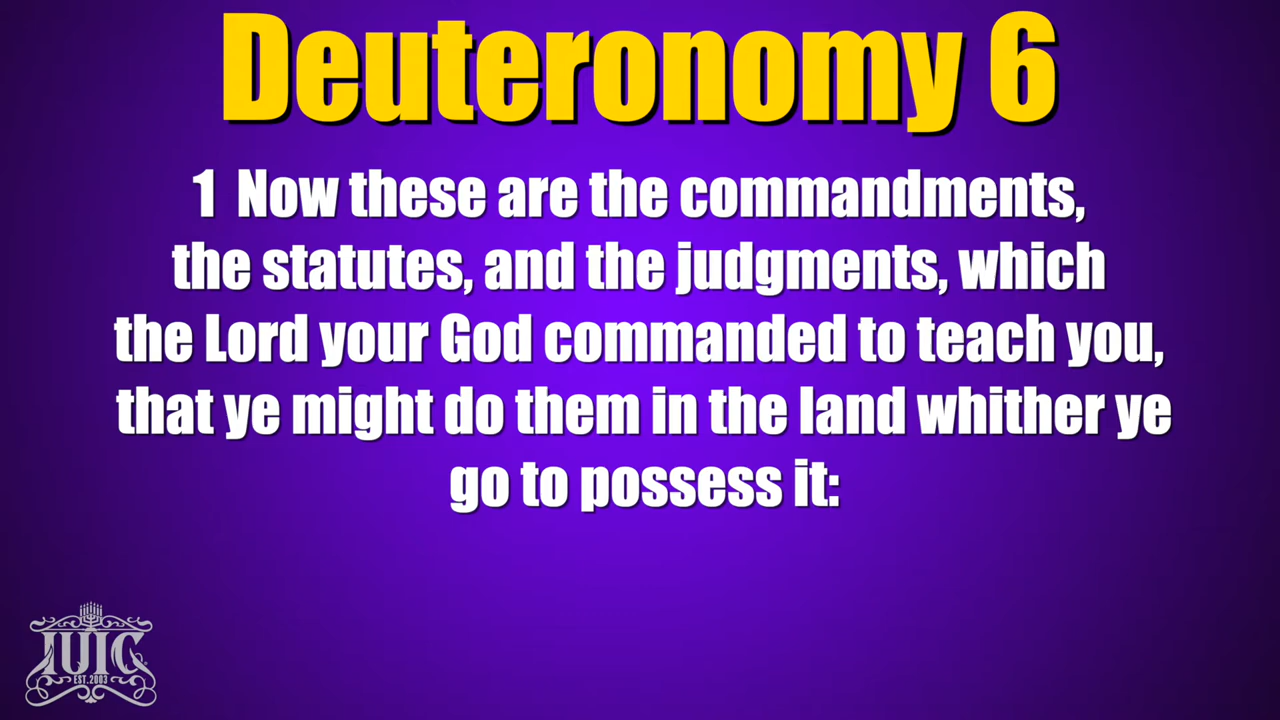 Deuteronomy 6
1 Now these are the commandments,
the statutes, and the judgments, which
the Lord your God commanded to teach you,
that ye might do them in the land whither ye
go to possess it:
IUIC
EST. 2003